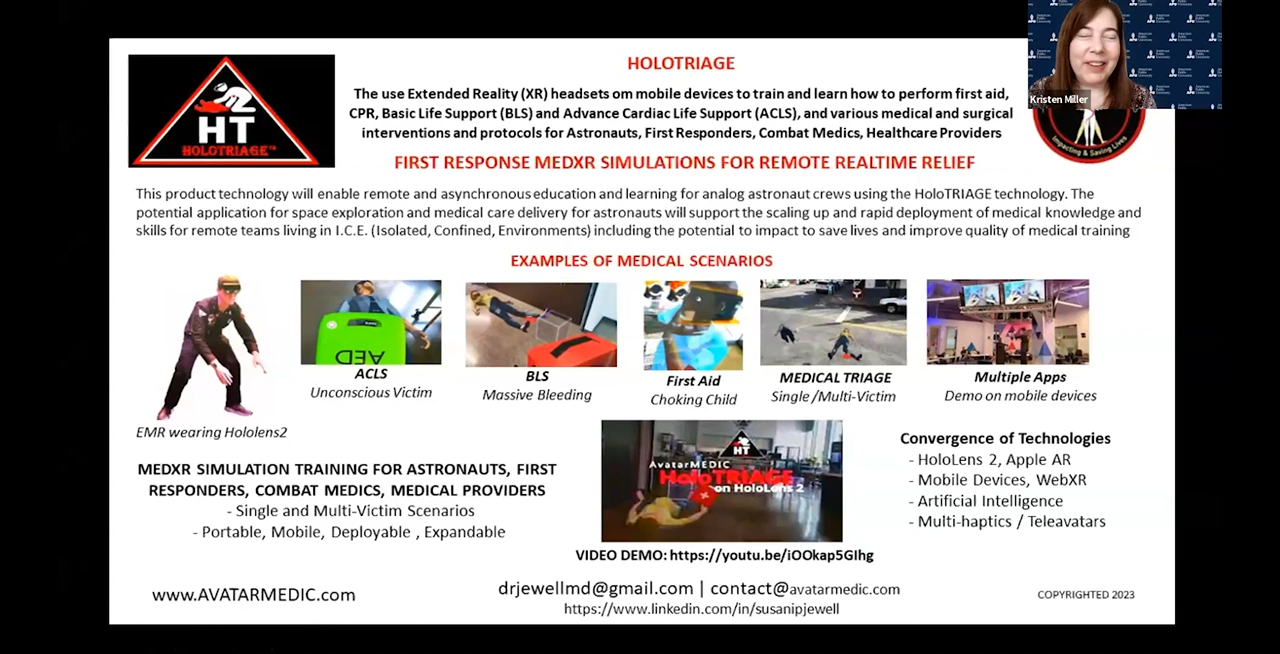 HT
HOLOTRIAGE™
HOLOTRIAGE
The use Extended Reality (XR) headsets om mobile devices to train and learn how to perform first aid,
CPR, Basic Life Support (BLS) and Advance Cardiac Life Support (ACLS), and various medical and surgical
interventions and protocols for Astronauts, First Responders, Combat Medics, Healthcare Providers
FIRST RESPONSE MEDXR SIMULATIONS FOR REMOTE REALTIME RELIEF
Kristen Miller
Impacting & Saving Lives
This product technology will enable remote and asynchronous education and learning for analog astronaut crews using the HoloTRIAGE technology. The
potential application for space exploration and medical care delivery for astronauts will support the scaling up and rapid deployment of medical knowledge and
skills for remote teams living in I.C.E. (Isolated, Confined, Environments) including the potential to impact to save lives and improve quality of medical training
EXAMPLES OF MEDICAL SCENARIOS
EMR wearing Hololens2
AED
ACLS
Unconscious Victim
BLS
Massive Bleeding
First Aid
Choking Child
MEDICAL TRIAGE
Single /Multi-Victim
Multiple Apps
Demo on mobile devices
MEDXR SIMULATION TRAINING FOR ASTRONAUTS, FIRST
RESPONDERS, COMBAT MEDICS, MEDICAL PROVIDERS
- Single and Multi-Victim Scenarios
- Portable, Mobile, Deployable , Expandable
HT
AvatarMEDIC
HoloTRIAGE
on HoloLens 2
VIDEO DEMO: https://youtu.be/iOOkap5GIhg
Convergence of Technologies
- HoloLens 2, Apple AR
- Mobile Devices, WebXR
- Artificial Intelligence
- Multi-haptics / Teleavatars
www.AVATARMEDIC.com
drjewellmd@gmail.com | contact@avatarmedic.com
https://www.linkedin.com/in/susanipjewell
COPYRIGHTED 2023